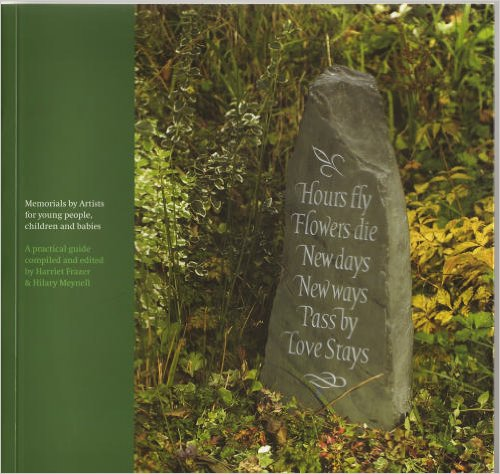 Memorials by Artists
for young people,
children and babies
A practical guide
compiled and edited
by Harriet Frazer
& Hilary Meynell
Hours fly
Flowers die
New days
New ways
Pass by
Love Stays